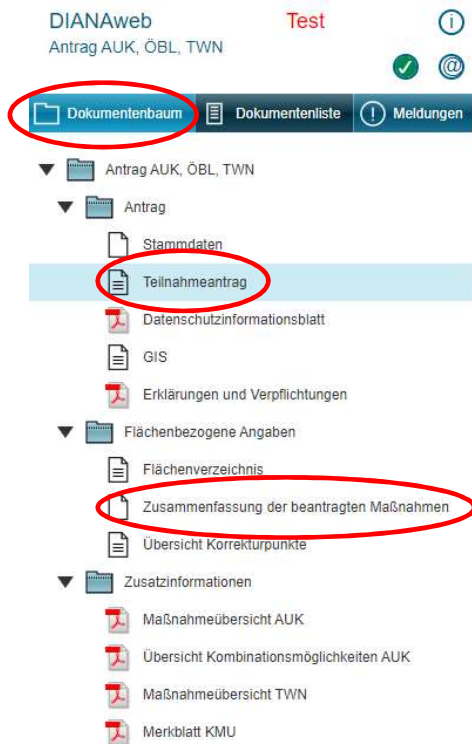 DIANAweb Test
Antrag AUK, ÖBL, TWN
Dokumentenbaum Dokumentenliste Meldungen
Antrag AUK, ÖBL, TWN
Antrag
Stammdaten
Teilnahmeantrag
Datenschutzinformationsblatt
GIS
Erklärungen und Verpflichtungen
Flächenbezogene Angaben
Flächenverzeichnis
Zusammenfassung der beantragten Maßnahmen
Übersicht Korrekturpunkte
Zusatzinformationen
Maßnahmeübersicht AUK
Übersicht Kombinationsmöglichkeiten AUK
Maßnahmeübersicht TWN
Merkblatt KMU